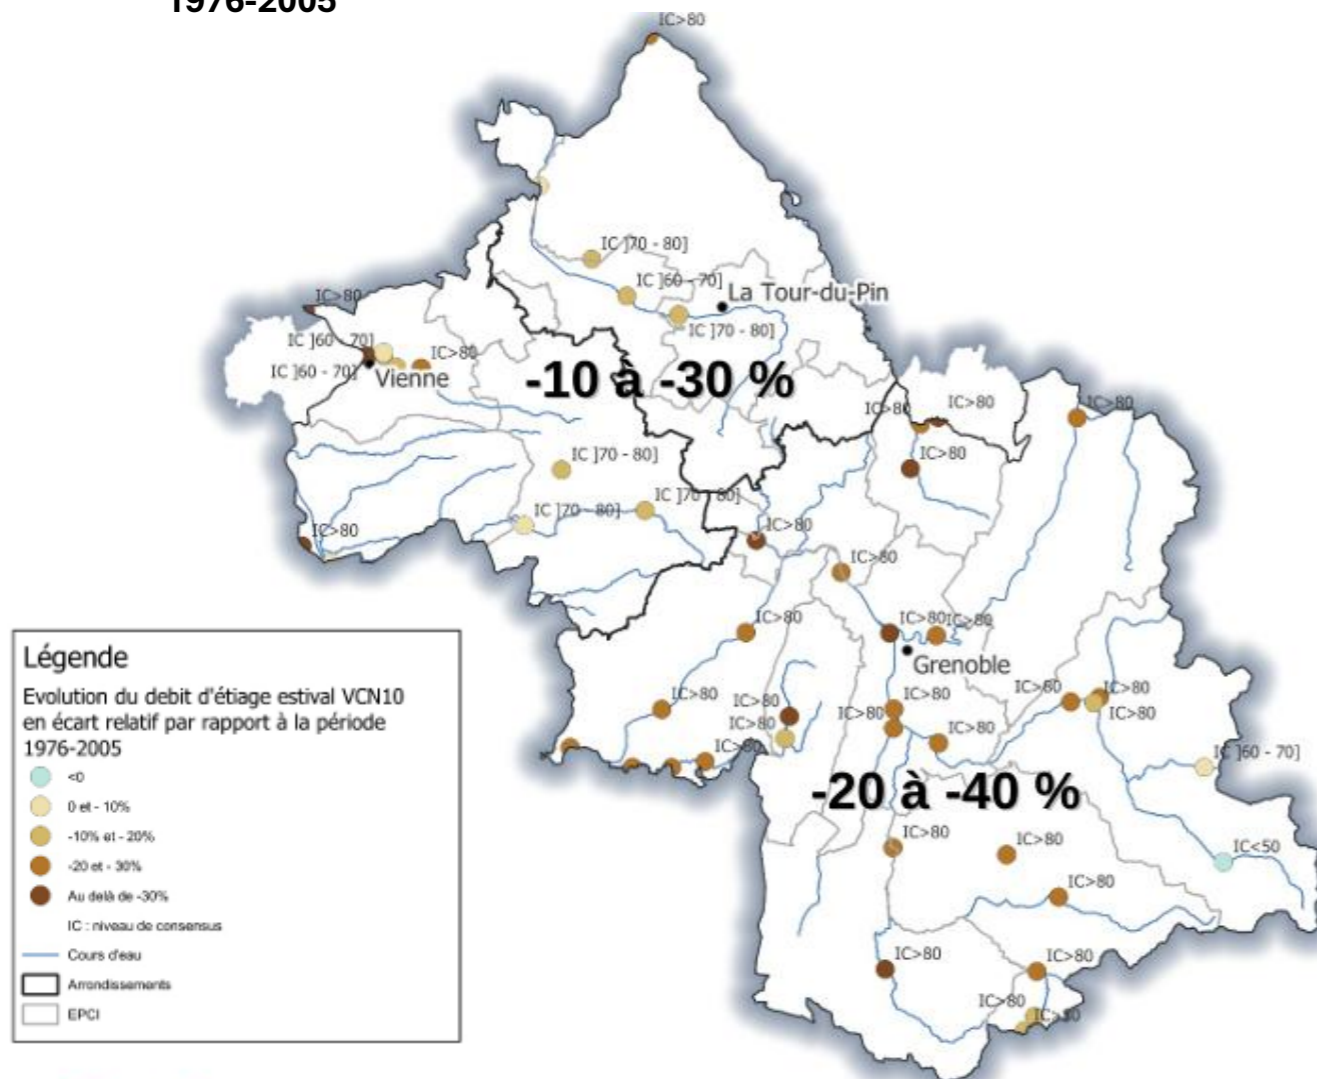 1976-2005
IC>80
IC ]70 - 80]
IC ]60 - 70]
La Tour-du-Pin
IC ]70 - 80]
IC>80
IC ]60 - 70]
IC>80
IC ]60 - 70]
Vienne
-10 à -30 %
IC>80
IC>80
IC>80
IC>80
IC ]70 - 80]
IC ]70 - 80]
IC ]70 - 80]
IC>80
IC>80
IC>80
IC>80
IC>80
IC>80
Grenoble
IC>80
IC>80
IC>80
IC>80
IC>80
IC>80
IC>80
IC>80
IC>80
IC>80
IC>80
IC ]60 - 70]
-20 à -40 %
IC>80
IC>80
IC<50
IC>80
IC>80
IC>80
IC>80
Légende
Evolution du debit d'étiage estival VCN10
en écart relatif par rapport à la période
1976-2005
<0
0 et - 10%
-10% et - 20%
-20 et - 30%
Au delà de -30%
IC : niveau de consensus
Cours d'eau
Arrondissements
EPCI